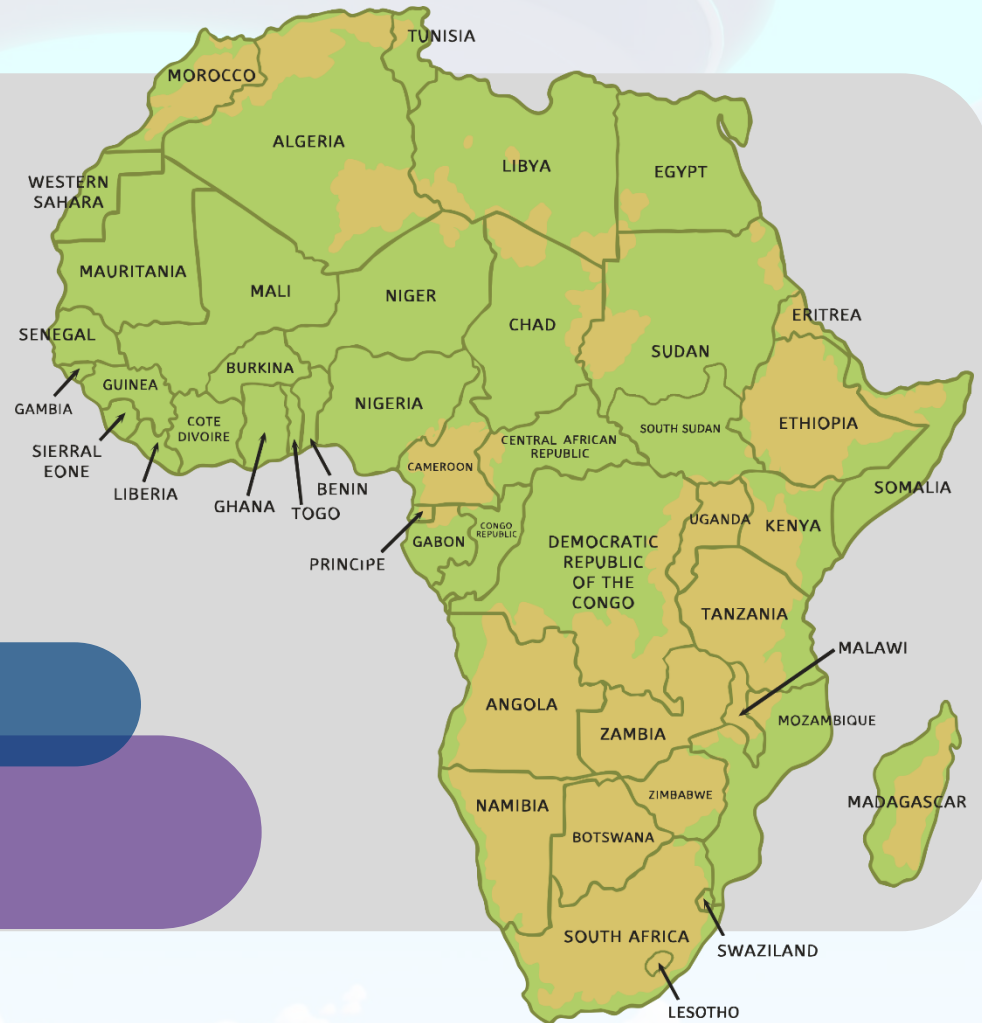 TUNISIA
MOROCCO
ALGERIA
LIBYA
EGYPT
WESTERN
SAHARA
MAURITANIA
MALI
NIGER
CHAD
SUDAN
ERITREA
SENEGAL
GAMBIA
GUINEA
BURKINA
NIGERIA
SIERRAL
EONE
LIBERIA
COTE
DIVOIRE
GHANA
TOGO
BENIN
CAMEROON
CENTRAL AFRICAN
REPUBLIC
SOUTH SUDAN
ETHIOPIA
SOMALIA
PRINCiPE
GABON
CONGO
REPUBLIC
DEMOCRATIC
REPUBLIC
OF THE
CONGO
UGANDA
KENYA
TANZANIA
MALAWI
ANGOLA
ZAMBIA
MOZAMBIQUE
NAMIBIA
ZIMBABWE
BOTSWANA
MADAGASCAR
SOUTH AFRICA
SWAZILAND
LESOTHO